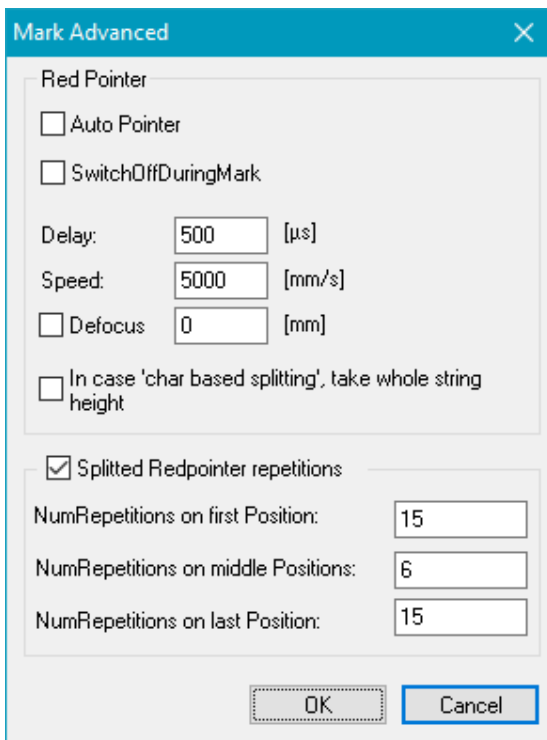 Mark Advanced
Red Pointer
Auto Pointer
SwitchOffDuringMark
Delay: 500 [µs]
Speed: 5000 [mm/s]
Defocus 0 [mm]
In case 'char based splitting', take whole string
height
Splitted Redpointer repetitions
NumRepetitions on first Position: 15
NumRepetitions on middle Positions: 6
NumRepetitions on last Position: 15
OK Cancel